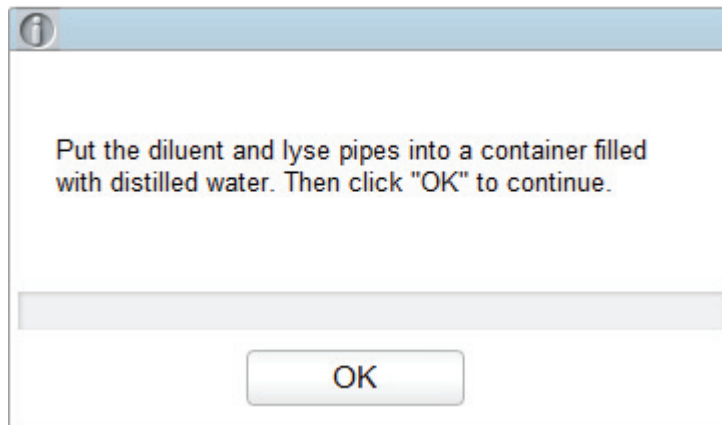 Put the diluent and lyse pipes into a container filled
with distilled water. Then click "OK" to continue.
OK